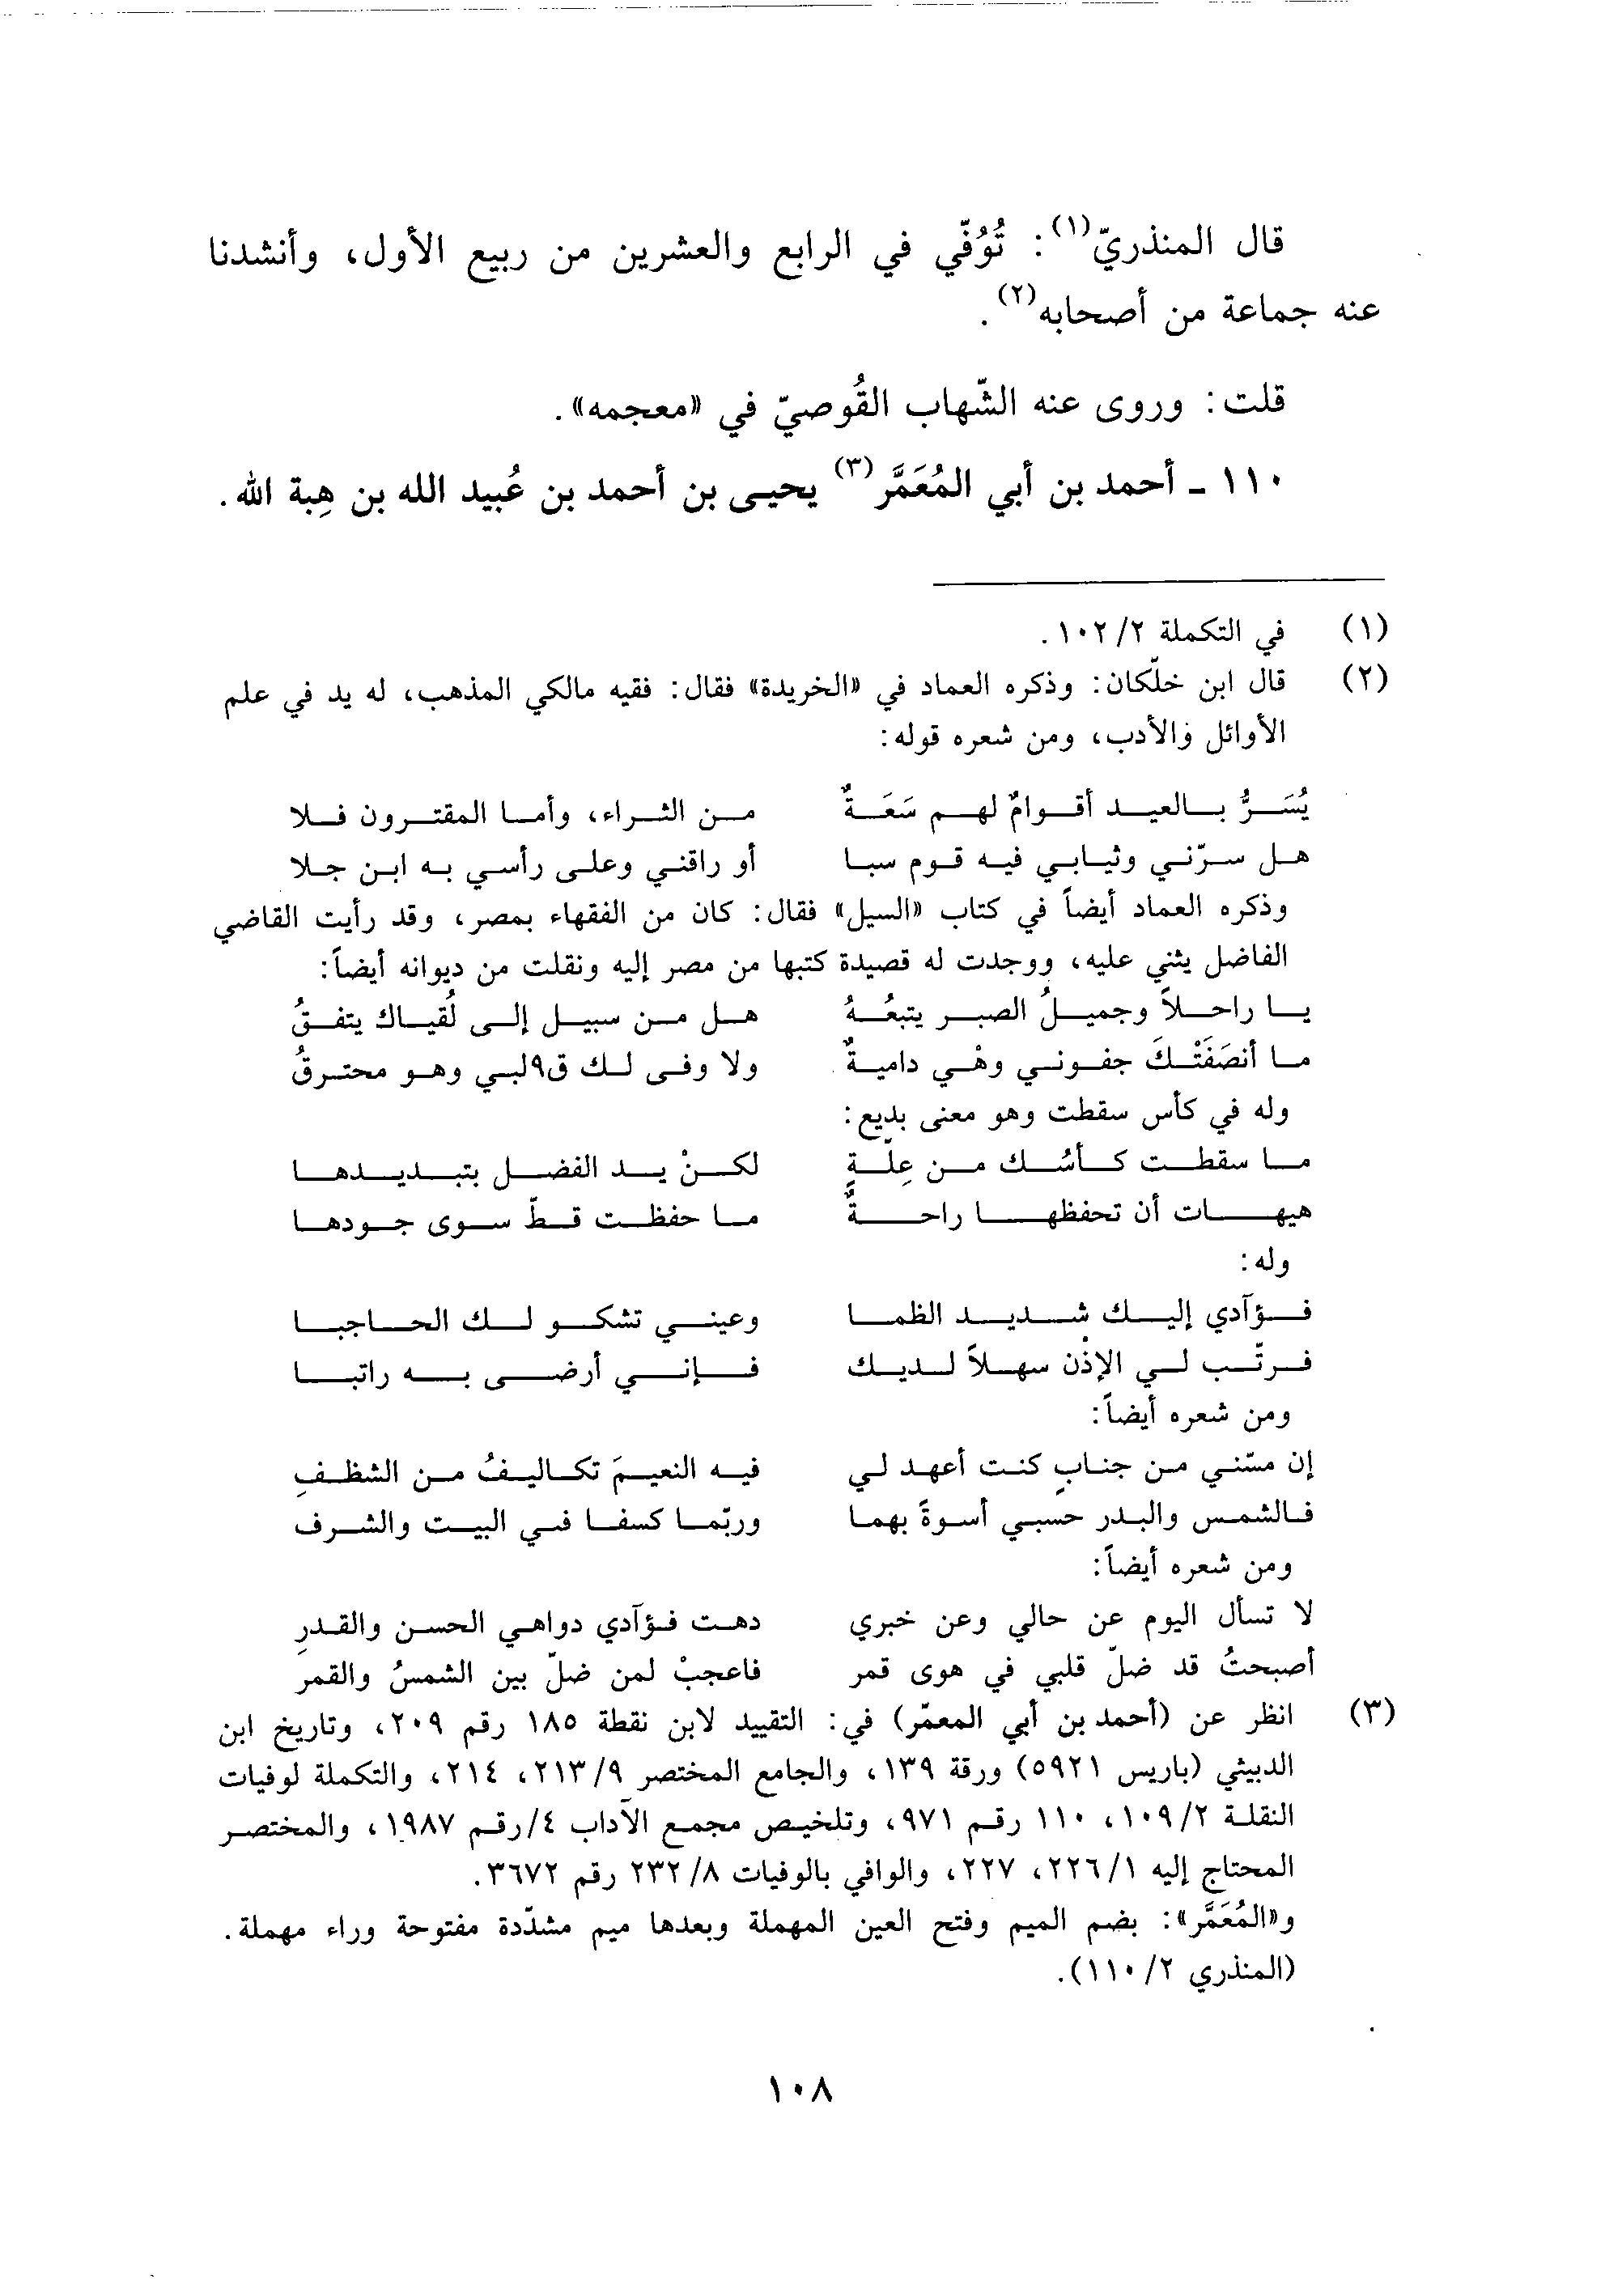 قال المنذريّ(١): تُوُفّي في الرابع والعشرين من ربيع الأول، وأنشدنا
عنه جماعة من أصحابه(٢).
قلت: وروى عنه الشّهاب القُوصيّ في «معجمه».
١١٠ - أحمد بن أبي المُعَمَّر(٣) يحيى بن أحمد بن عُبيد الله بن هِبة الله.
(١) في التكملة ١٠٢/٢.
(٢) قال ابن خلّكان: وذكره العماد في «الخريدة» فقال: فقيه مالكي المذهب، له يد في علم
الأوائل والأدب، ومن شعره قوله:
يُسَرُّ بالعيد أقوامٌ لهم سَعَةٌ من الثراء، وأما المقترون فلا
هل سرّني وثيابي فيه قوم سبا أو راقني وعلى رأسي به ابن جلا
وذكره العماد أيضاً في كتاب «السيل» فقال: كان من الفقهاء بمصر، وقد رأيت القاضي
الفاضل يثني عليه، ووجدت له قصيدة كتبها من مصر إليه ونقلت من ديوانه أيضاً:
يا راحلاً وجميلُ الصبر يتبعُهُ هل من سبيل إلى لُقياك يتفقُ
ما أنصَفَتْكَ جفوني وهْي داميةٌ ولا وفى لك ق٩لبي وهو محترقُ
وله في كأس سقطت وهو معنى بديع:
ما سقطت كأسُك من عِلّةٍ لكنْ يد الفضل بتبديدها
هيهات أن تحفظها راحةٌ ما حفظت قطّ سوى جودها
وله:
فؤآدي إليك شديد الظما وعيني تشكو لك الحاجبا
فرتّب لي الإذْن سهلاً لديك فإني أرضى به راتبا
ومن شعره أيضاً:
إن مسّني من جنابٍ كنت أعهد لي فيه النعيمَ تكاليفُ من الشظفِ
فالشمس والبدر حسبي أسوةً بهما وربّما كسفا في البيت والشرف
ومن شعره أيضاً:
لا تسأل اليوم عن حالي وعن خبري دهت فؤآدي دواهي الحسن والقدرِ
أصبحتُ قد ضلّ قلبي في هوى قمر فاعجبْ لمن ضلّ بين الشمسُ والقمر
(٣) انظر عن (أحمد بن أبي المعمّر) في: التقييد لابن نقطة ١٨٥ رقم ٢٠٩، وتاريخ ابن
الدبيثي (باريس ٥٩٢١) ورقة ١٣٩، والجامع المختصر ٢١٣/٩، ٢١٤، والتكملة لوفيات
النقلة ١٠٩/٢، ١١٠ رقم ٩٧١، وتلخيص مجمع الآداب ٤/رقم ١٩٨٧، والمختصر
المحتاج إليه ٢٢٦/١، ٢٢٧، والوافي بالوفيات ٢٣٢/٨ رقم ٣٦٧٢.
و«المُعَمَّر»: بضم الميم وفتح العين المهملة وبعدها ميم مشدّدة مفتوحة وراء مهملة.
(المنذري ١١٠/٢).
١٠٨